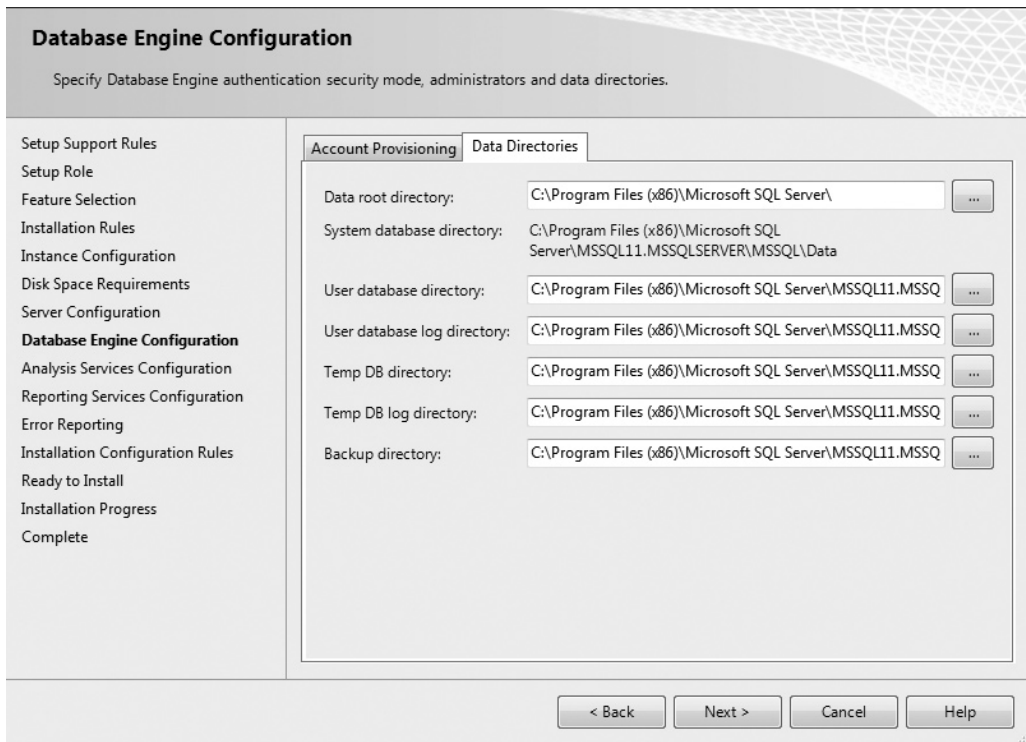 Database Engine Configuration
Specify Database Engine authentication security mode, administrators and data directories.
Setup Support Rules
Setup Role
Feature Selection
Installation Rules
Instance Configuration
Disk Space Requirements
Server Configuration
Database Engine Configuration
Analysis Services Configuration
Reporting Services Configuration
Error Reporting
Installation Configuration Rules
Ready to Install
Installation Progress
Complete
Account Provisioning Data Directories
Data root directory: C:\Program Files (x86)\Microsoft SQL Server\ ...
System database directory: C:\Program Files (x86)\Microsoft SQL
Server\MSSQL11.MSSQLSERVER\MSSQL\Data
User database directory: C:\Program Files (x86)\Microsoft SQL Server\MSSQL11.MSSQ ...
User database log directory: C:\Program Files (x86)\Microsoft SQL Server\MSSQL11.MSSQ ...
Temp DB directory: C:\Program Files (x86)\Microsoft SQL Server\MSSQL11.MSSQ ...
Temp DB log directory: C:\Program Files (x86)\Microsoft SQL Server\MSSQL11.MSSQ ...
Backup directory: C:\Program Files (x86)\Microsoft SQL Server\MSSQL11.MSSQ ...
< Back Next > Cancel Help